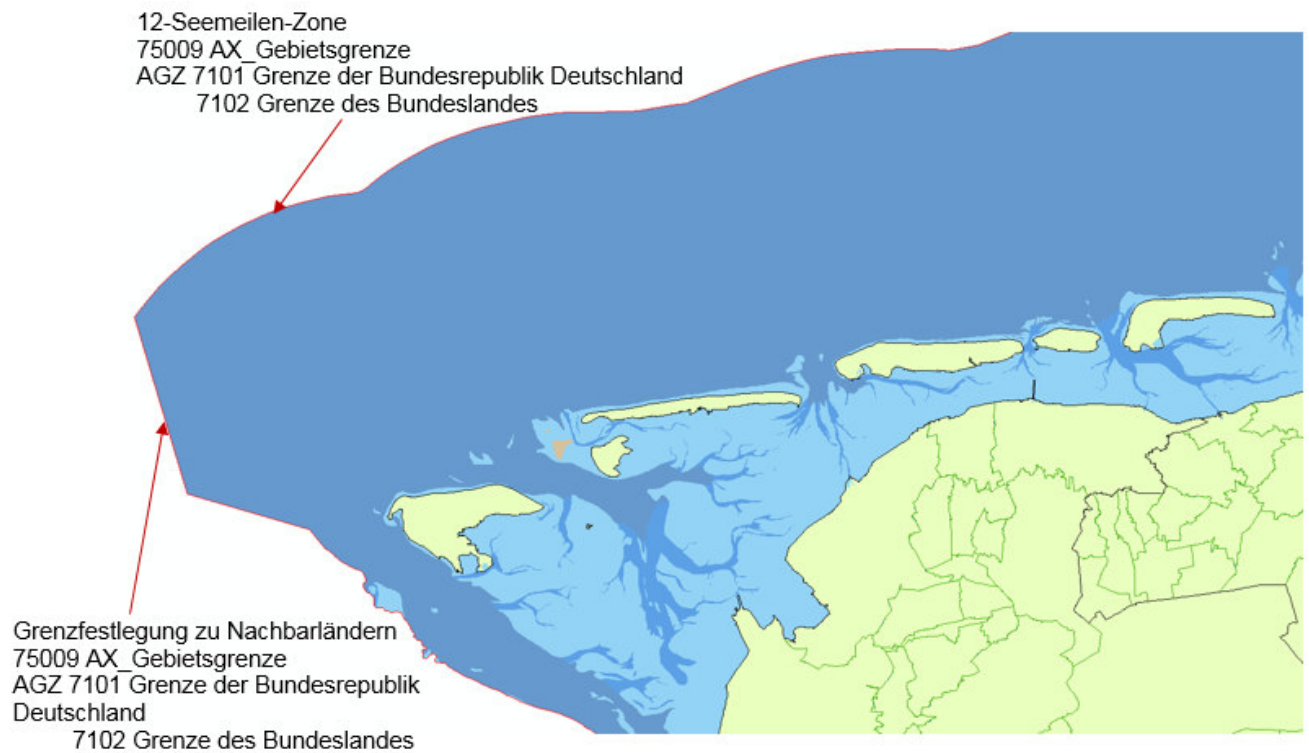 12-Seemeilen-Zone
75009 AX_Gebietsgrenze
AGZ 7101 Grenze der Bundesrepublik Deutschland
7102 Grenze des Bundeslandes
Grenzfestlegung zu Nachbarländern
75009 AX_Gebietsgrenze
AGZ 7101 Grenze der Bundesrepublik
Deutschland
7102 Grenze des Bundeslandes